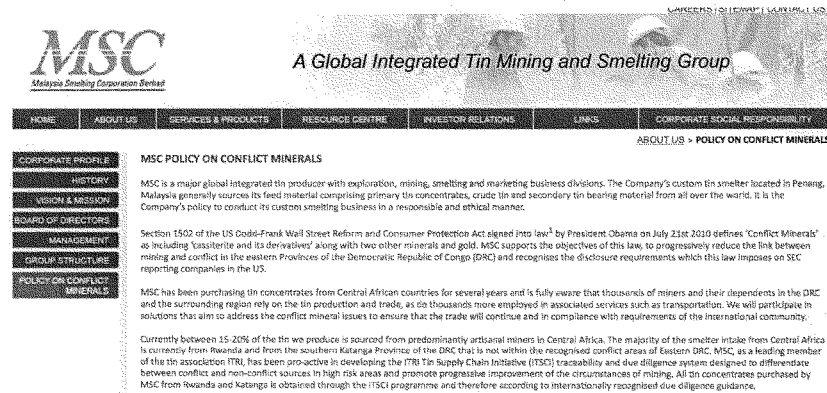 CAREERS | SITEMAP | CONTACT US
MSC
Malaysia Smelting Corporation Berhad
A Global Integrated Tin Mining and Smelting Group
HOME ABOUT US SERVICES & PRODUCTS RESOURCE CENTRE INVESTOR RELATIONS LINKS CORPORATE SOCIAL RESPONSIBILITY
ABOUT US > POLICY ON CONFLICT MINERALS
CORPORATE PROFILE
HISTORY
VISION & MISSION
BOARD OF DIRECTORS
MANAGEMENT
GROUP STRUCTURE
POLICY ON CONFLICT
MINERALS
MSC POLICY ON CONFLICT MINERALS
MSC is a major global integrated tin producer with exploration, mining, smelting and marketing business divisions. The Company's custom tin smelter located in Penang,
Malaysia generally sources its feed material comprising primary tin concentrates, crude tin and secondary tin bearing material from all over the world. It is the
Company's policy to conduct its custom smelting business in a responsible and ethical manner.
Section 1502 of the US Dodd-Frank Wall Street Reform and Consumer Protection Act signed into law¹ by President Obama on July 21st 2010 defines 'Conflict Minerals'
as including 'cassiterite and its derivatives' along with two other minerals and gold. MSC supports the objectives of this law, to progressively reduce the link between
mining and conflict in the eastern Provinces of the Democratic Republic of Congo (DRC) and recognises the disclosure requirements which this law imposes on SEC
reporting companies in the US.
MSC has been purchasing tin concentrates from Central African countries for several years and is fully aware that thousands of miners and their dependents in the DRC
and the surrounding region rely on the tin production and trade, as do thousands more employed in associated services such as transportation. We will participate in
solutions that aim to address the conflict mineral issues to ensure that the trade will continue and in compliance with requirements of the international community.
Currently between 15-20% of the tin we produce is sourced from predominantly artisanal miners in Central Africa. The majority of the smelter intake from Central Africa
is currently from Rwanda and from the southern Katanga Province of the DRC that is not within the recognised conflict areas of Eastern DRC. MSC, as a leading member
of the tin association ITRI, has been pro-active in developing the ITRI Tin Supply Chain Initiative (iTSCi) traceability and due diligence system designed to differentiate
between conflict and non-conflict sources in high risk areas and promote progressive improvement of the circumstances of mining. All tin concentrates purchased by
MSC from Rwanda and Katanga is obtained through the iTSCi programme and therefore according to internationally recognised due diligence guidance.